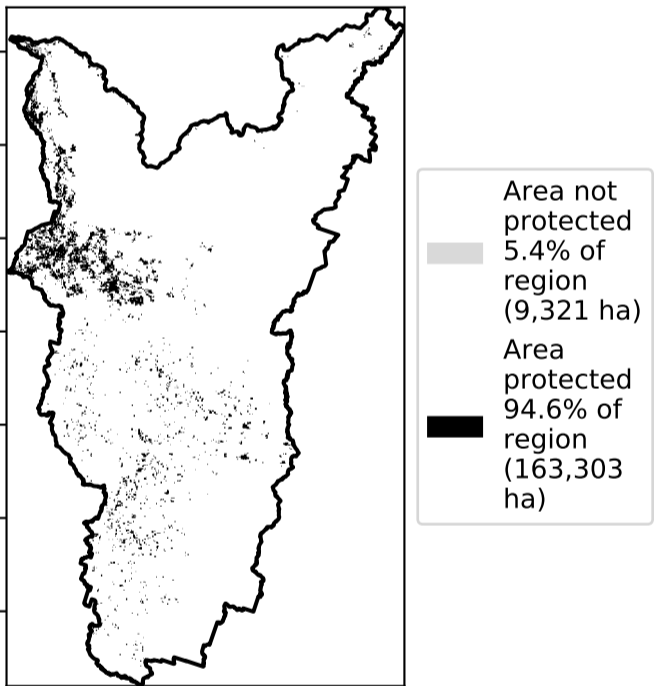 Area not
protected
5.4% of
region
(9,321 ha)
Area
protected
94.6% of
region
(163,303
ha)